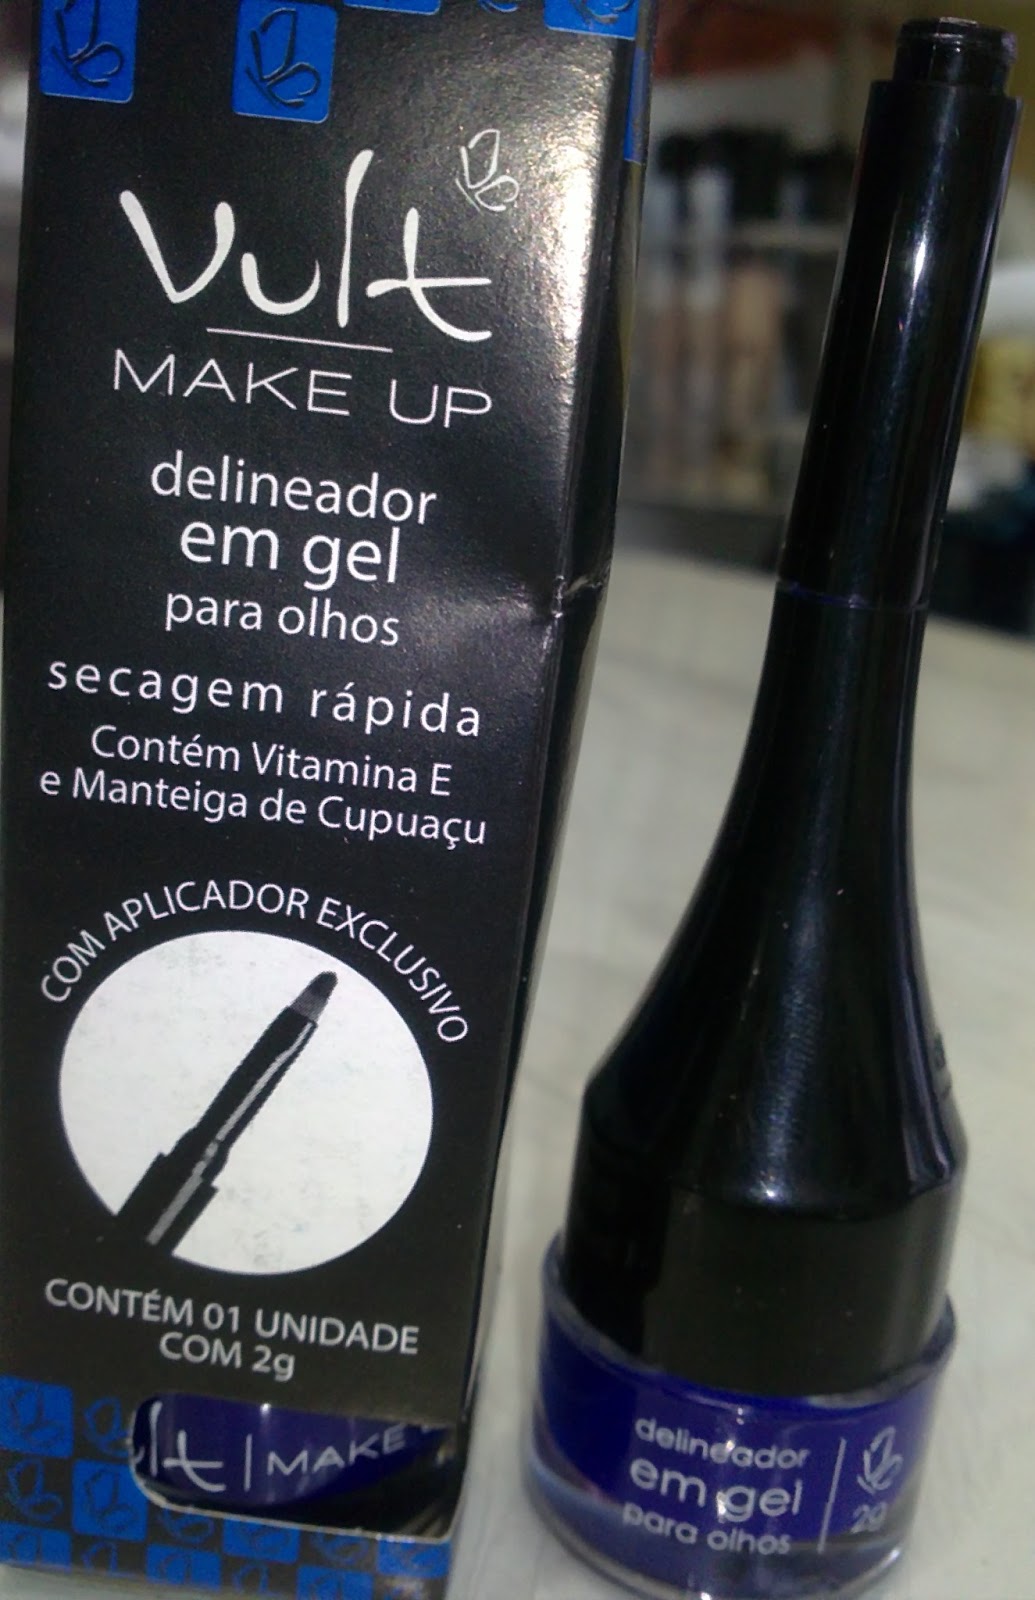 Vult
MAKE UP
delineador
em gel
para olhos
secagem rápida
Contém Vitamina E
e Manteiga de Cupuaçu
COM APLICADOR EXCLUSIVO
CONTÉM 01 UNIDADE
COM 2g
ult | MAKE
delineador
em gel
para olhos
2g